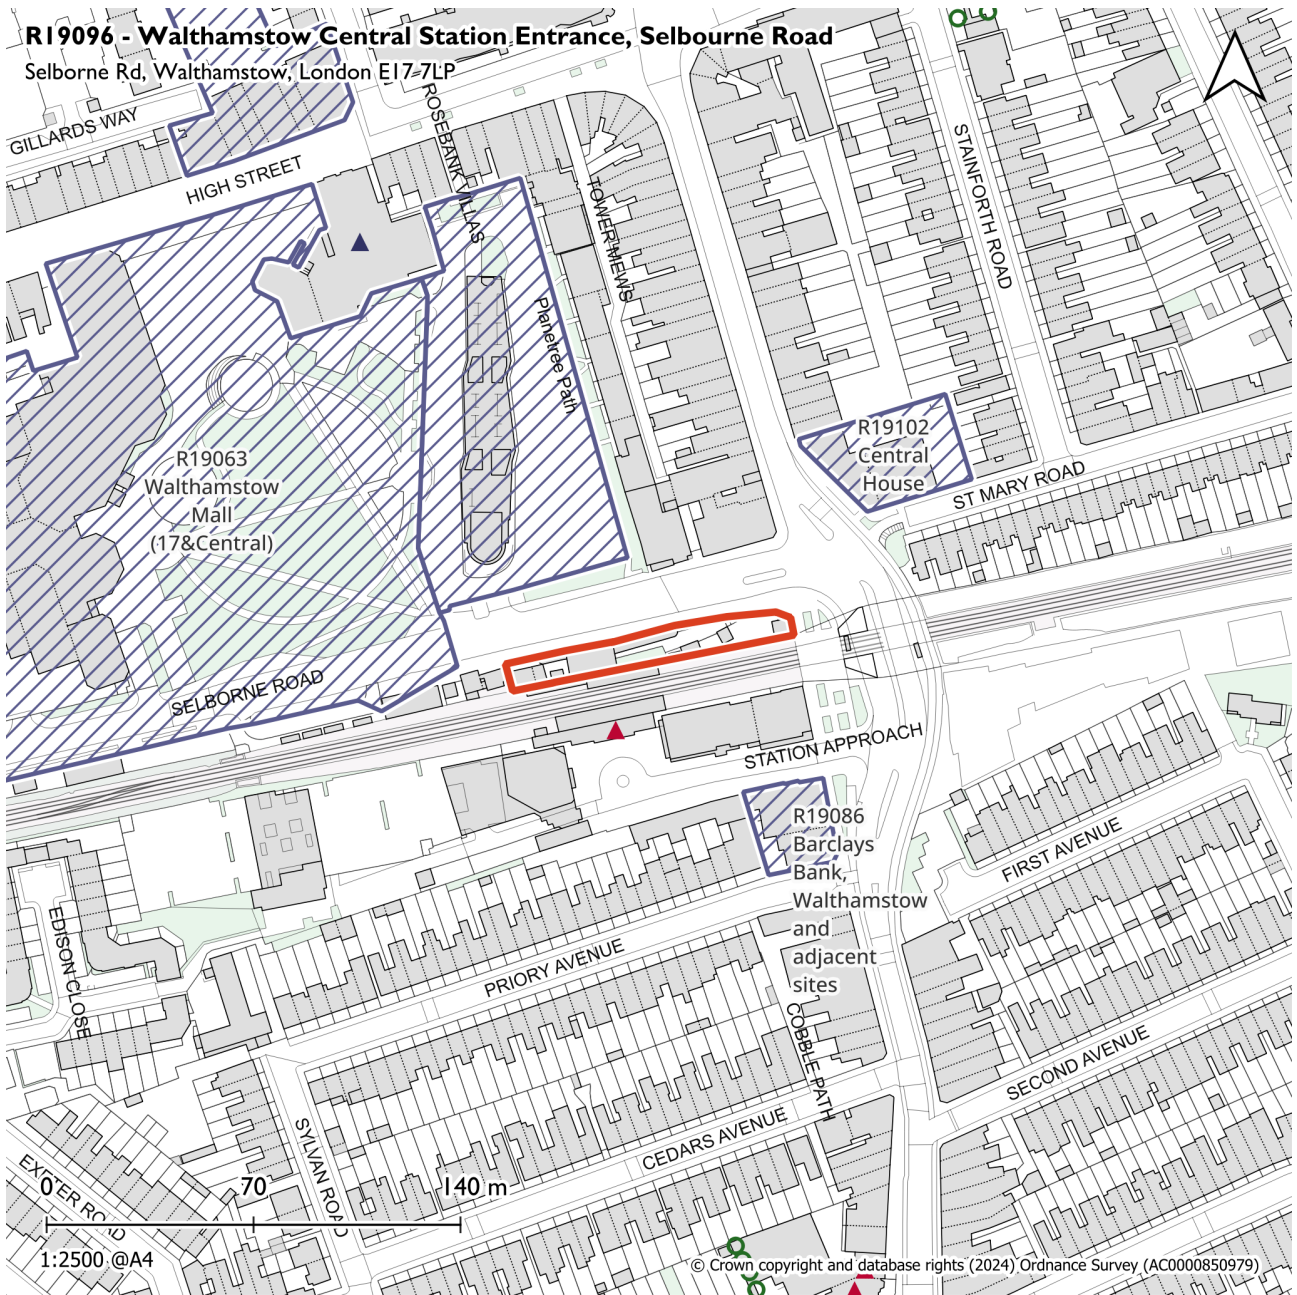 R19096 - Walthamstow Central Station Entrance, Selbourne Road
Selborne Rd, Walthamstow, London E17 7LP
GILLARDS WAY
HIGH STREET
ROSEBANK VILLAS
TOWER MEWS
STAINFORTH ROAD
Planetree Path
R19063
Walthamstow
Mall
(17&Central)
R19102
Central
House
ST MARY ROAD
SELBORNE ROAD
STATION APPROACH
R19086
Barclays
Bank,
Walthamstow
and
adjacent
sites
FIRST AVENUE
EDISON CLOSE
PRIORY AVENUE
COBBLE PATH
SECOND AVENUE
CEDARS AVENUE
SYLVAN ROAD
EXETER ROAD
0 70 140 m
1:2500 @A4
© Crown copyright and database rights (2024) Ordnance Survey (AC0000850979)